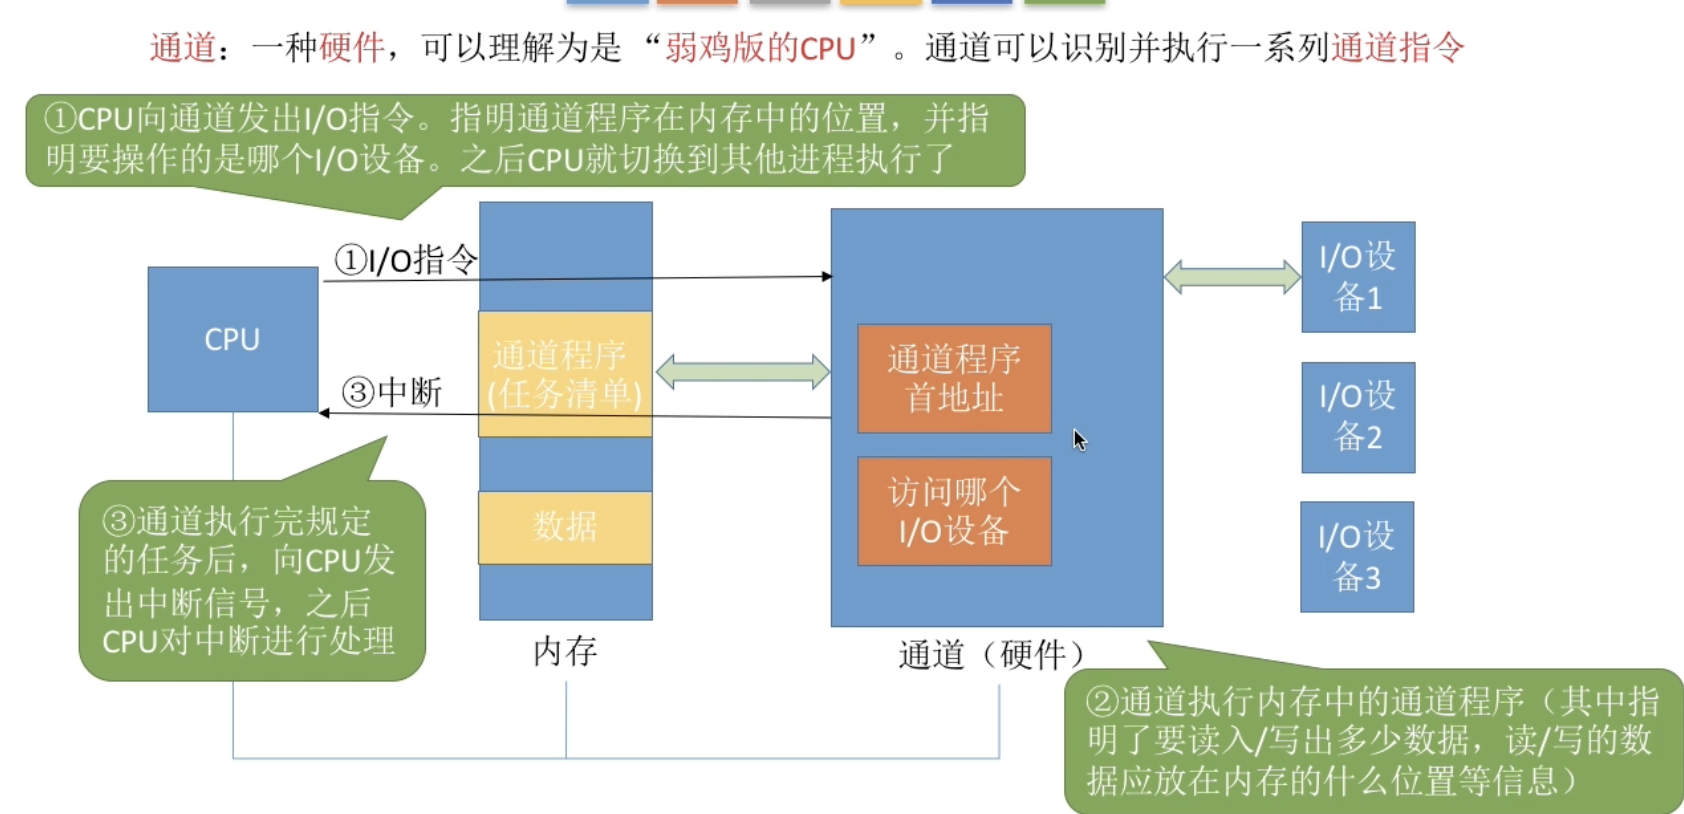 通道：一种硬件，可以理解为是“弱鸡版的CPU”。通道可以识别并执行一系列通道指令
①CPU向通道发出I/O指令。指明通道程序在内存中的位置，并指
明要操作的是哪个I/O设备。之后CPU就切换到其他进程执行了
①I/O指令
CPU
③中断
通道程序
(任务清单)
数据
内存
通道程序
首地址
访问哪个
I/O设备
通道（硬件）
I/O设
备1
I/O设
备2
I/O设
备3
③通道执行完规定
的任务后，向CPU发
出中断信号，之后
CPU对中断进行处理
②通道执行内存中的通道程序（其中指
明了要读入/写出多少数据，读/写的数
据应放在内存的什么位置等信息）